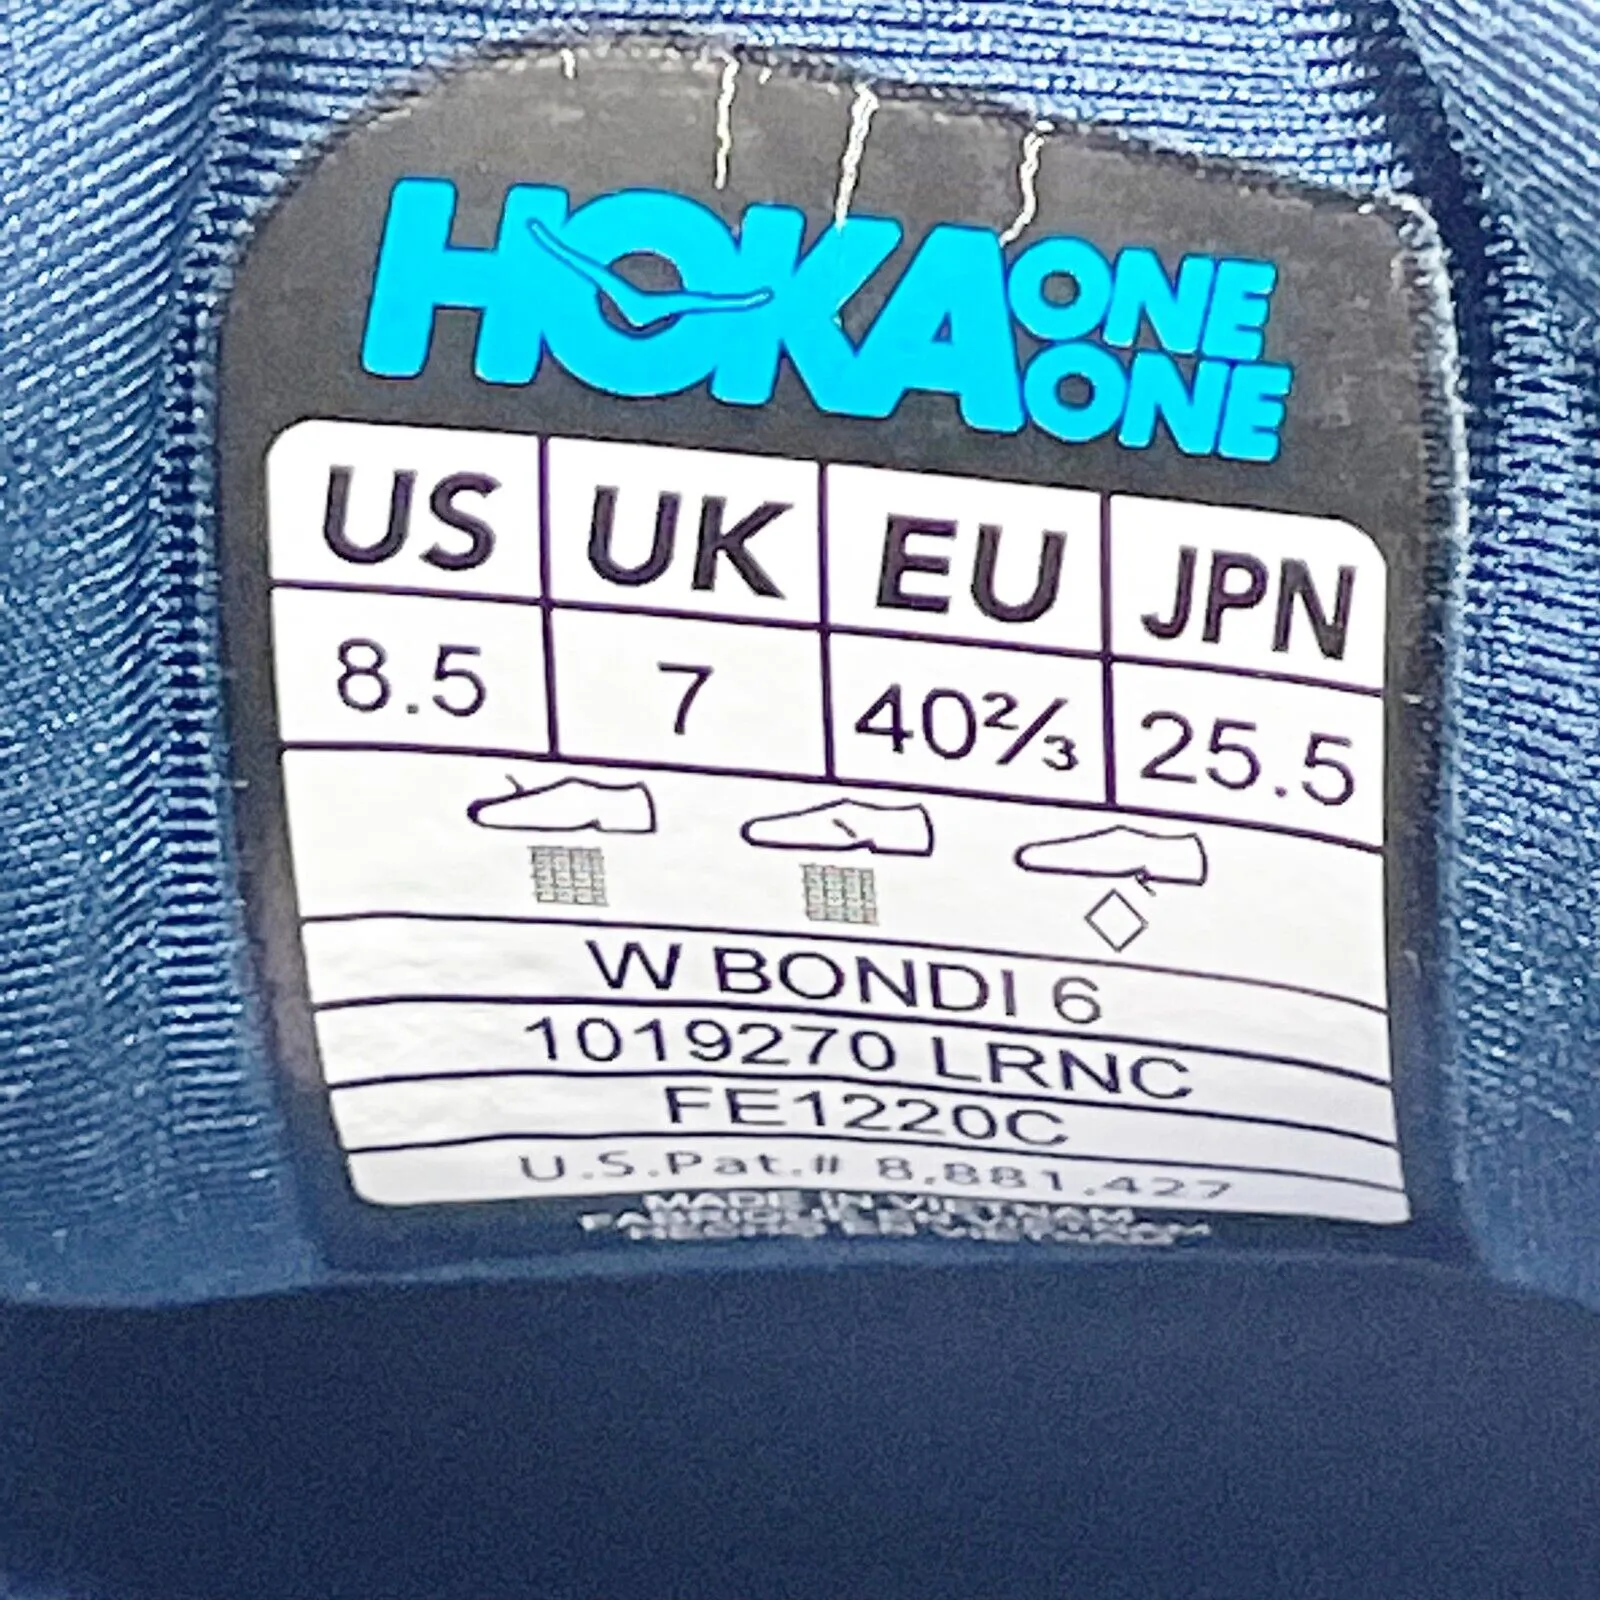 HOKA ONE ONE
US UK EU JPN
8.5 7 40⅔ 25.5
W BONDI 6
1019270 LRNC
FE1220C
U.S.Pat.# 8,881,427
MADE IN VIETNAM